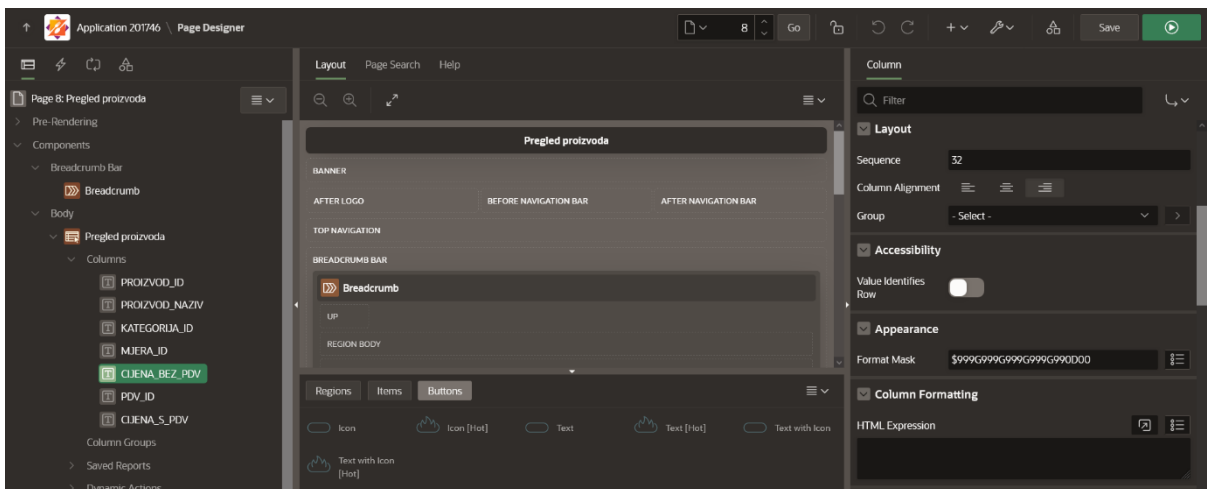 Application 201746 \ Page Designer
8
Go
Save
Page 8: Pregled proizvoda
Pre-Rendering
Components
Breadcrumb Bar
Breadcrumb
Body
Pregled proizvoda
Columns
PROIZVOD_ID
PROIZVOD_NAZIV
KATEGORIJA_ID
MJERA_ID
CIJENA_BEZ_PDV
PDV_ID
CIJENA_S_PDV
Column Groups
Saved Reports
Dynamic Actions
Layout Page Search Help
Pregled proizvoda
BANNER
AFTER LOGO BEFORE NAVIGATION BAR AFTER NAVIGATION BAR
TOP NAVIGATION
BREADCRUMB BAR
Breadcrumb
UP
REGION BODY
Regions Items Buttons
Icon Icon [Hot] Text Text [Hot] Text with Icon
Text with Icon
[Hot]
Column
Filter
Layout
Sequence 32
Column Alignment
Group - Select -
Accessibility
Value Identifies
Row
Appearance
Format Mask $999G999G999G999G990D00
Column Formatting
HTML Expression